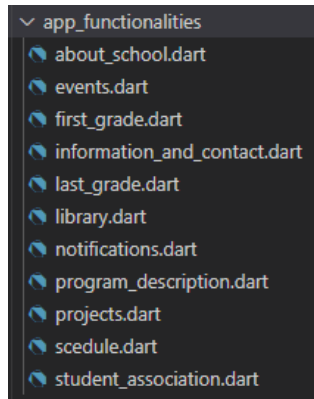 app_functionalities
about_school.dart
events.dart
first_grade.dart
information_and_contact.dart
last_grade.dart
library.dart
notifications.dart
program_description.dart
projects.dart
scedule.dart
student_association.dart